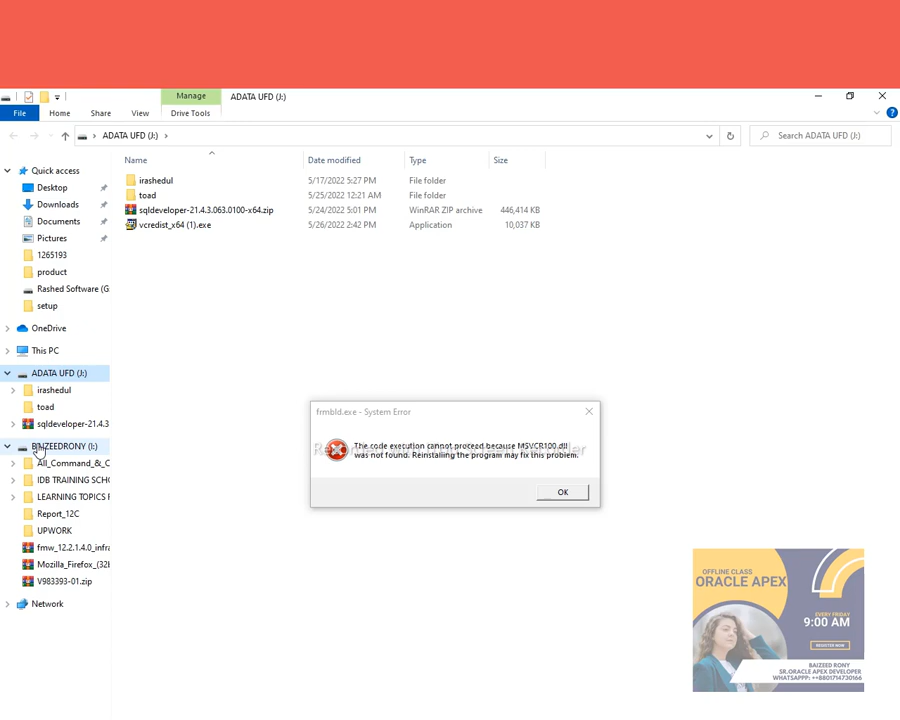 Manage
ADATA UFD (J:)
File
Home
Share
View
Drive Tools
ADATA UFD (J:)
Search ADATA UFD (J:)
Name
Date modified
Type
Size
Quick access
Desktop
Downloads
Documents
Pictures
1265193
product
Rashed Software (G
setup
OneDrive
This PC
ADATA UFD (J:)
irashedul
toad
sqldeveloper-21.4.3
BAIZEEDRONY (I:)
All_Command_&_C
IDB TRAINING SCHO
LEARNING TOPICS F
Report_12C
UPWORK
fmw_12.2.1.4.0_infra
Mozilla_Firefox_(32b
V983393-01.zip
Network
irashedul 5/17/2022 5:27 PM File folder
toad 5/25/2022 12:21 AM File folder
sqldeveloper-21.4.3.063.0100-x64.zip 5/24/2022 5:01 PM WinRAR ZIP archive 446,414 KB
vcredist_x64 (1).exe 5/26/2022 2:42 PM Application 10,037 KB
frmbld.exe - System Error
The code execution cannot proceed because MSVCR100.dll
was not found. Reinstalling the program may fix this problem.
OK
OFFLINE CLASS
ORACLE APEX
EVERY FRIDAY
9:00 AM
REGISTER NOW
BAIZEED RONY
SR.ORACLE APEX DEVELOPER
WHATSAPPP: ++8801714730166